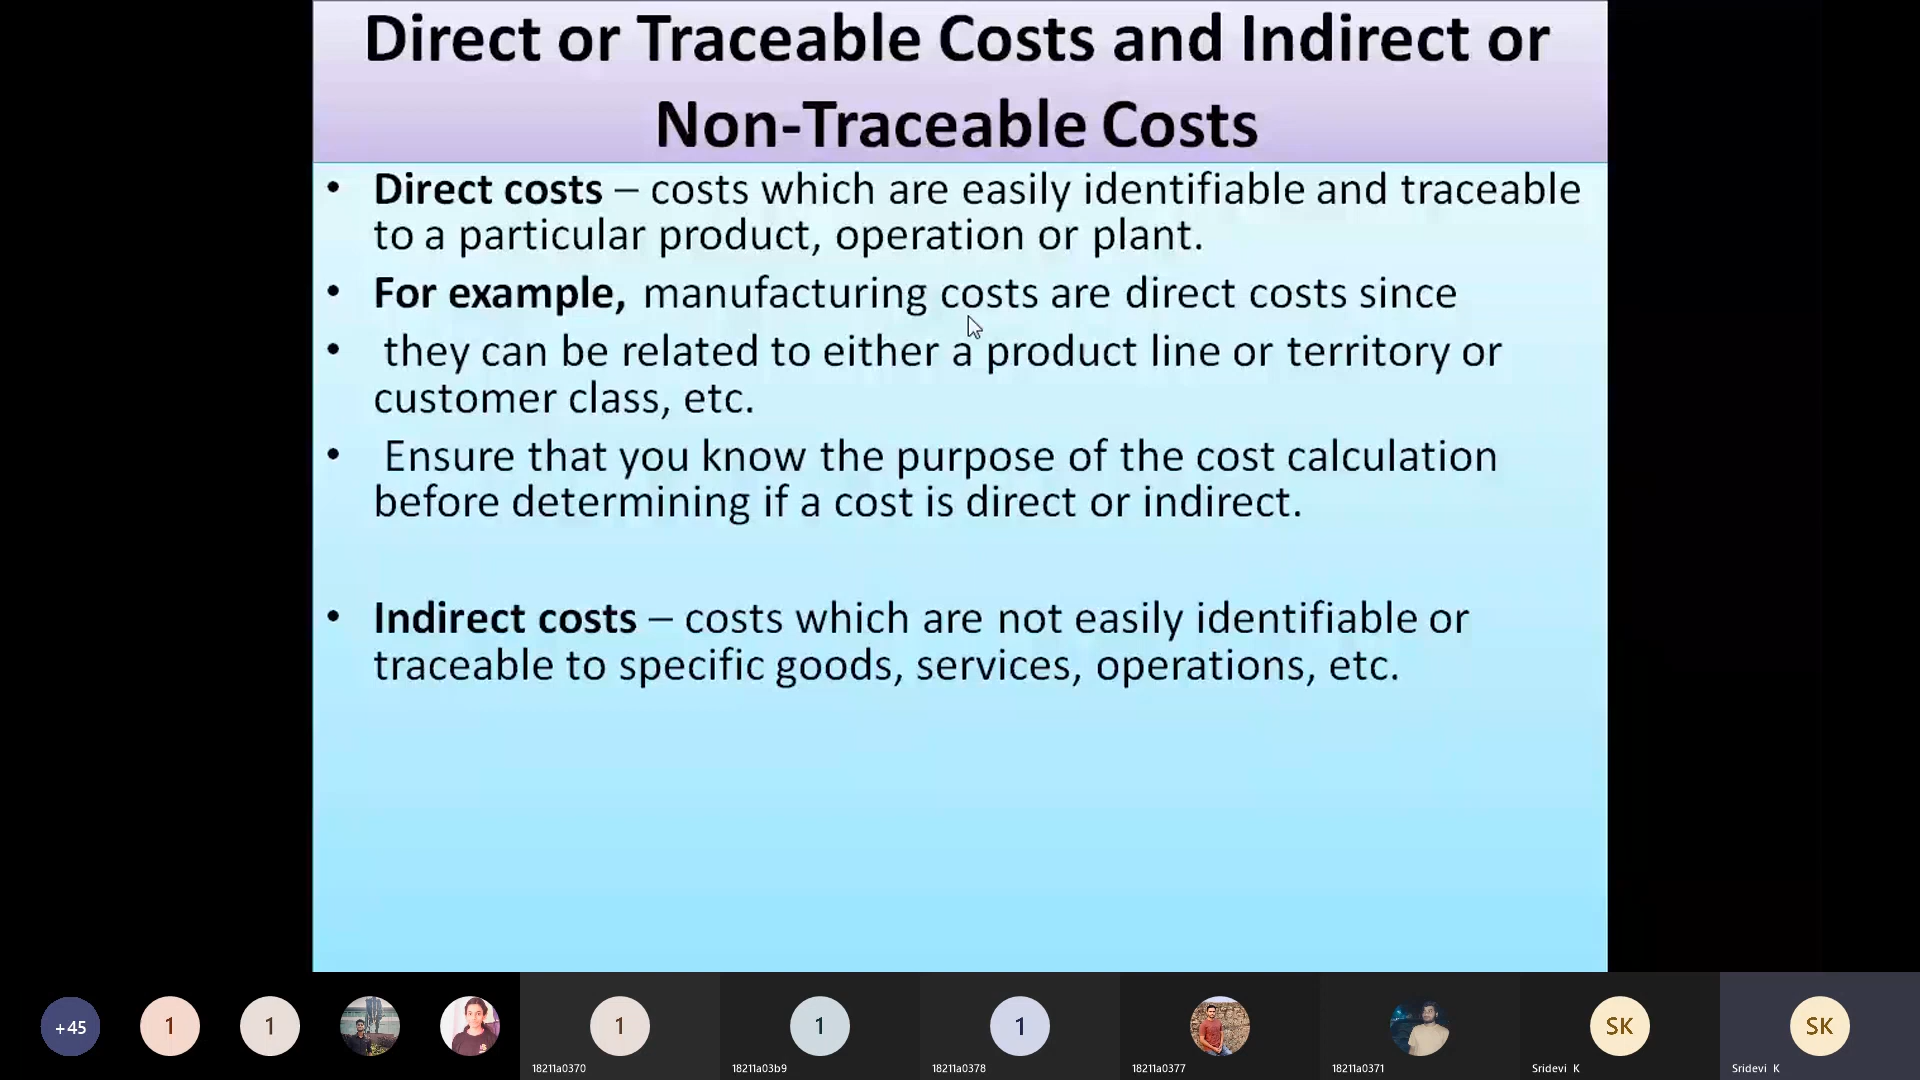 Direct or Traceable Costs and Indirect or
Non-Traceable Costs
• Direct costs – costs which are easily identifiable and traceable
to a particular product, operation or plant.
• For example, manufacturing costs are direct costs since
• they can be related to either a product line or territory or
customer class, etc.
• Ensure that you know the purpose of the cost calculation
before determining if a cost is direct or indirect.
• Indirect costs – costs which are not easily identifiable or
traceable to specific goods, services, operations, etc.
+45
1
1
1
1
1
SK
SK
18211a0370
18211a03b9
18211a0378
18211a0377
18211a0371
Sridevi K
Sridevi K